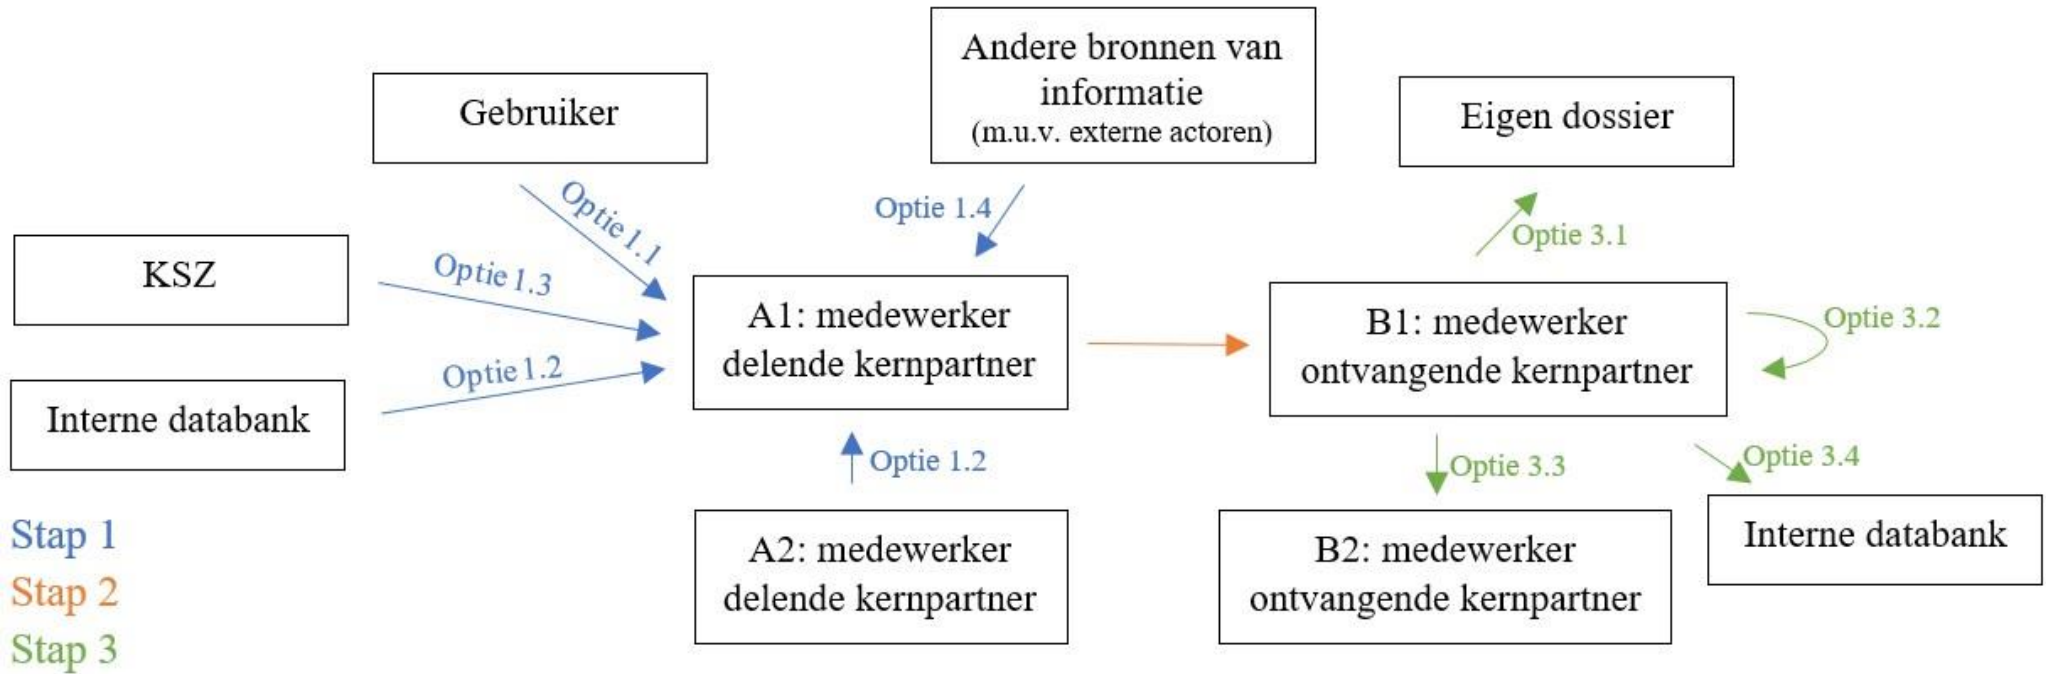 Andere bronnen van
informatie
(m.u.v. externe actoren)
Gebruiker
Eigen dossier
Optie 1.1
Optie 1.4
Optie 3.1
KSZ
Optie 1.3
A1: medewerker
delende kernpartner
B1: medewerker
ontvangende kernpartner
Optie 3.2
Interne databank
Optie 1.2
Optie 1.2
Optie 3.3
Optie 3.4
A2: medewerker
delende kernpartner
B2: medewerker
ontvangende kernpartner
Interne databank
Stap 1
Stap 2
Stap 3